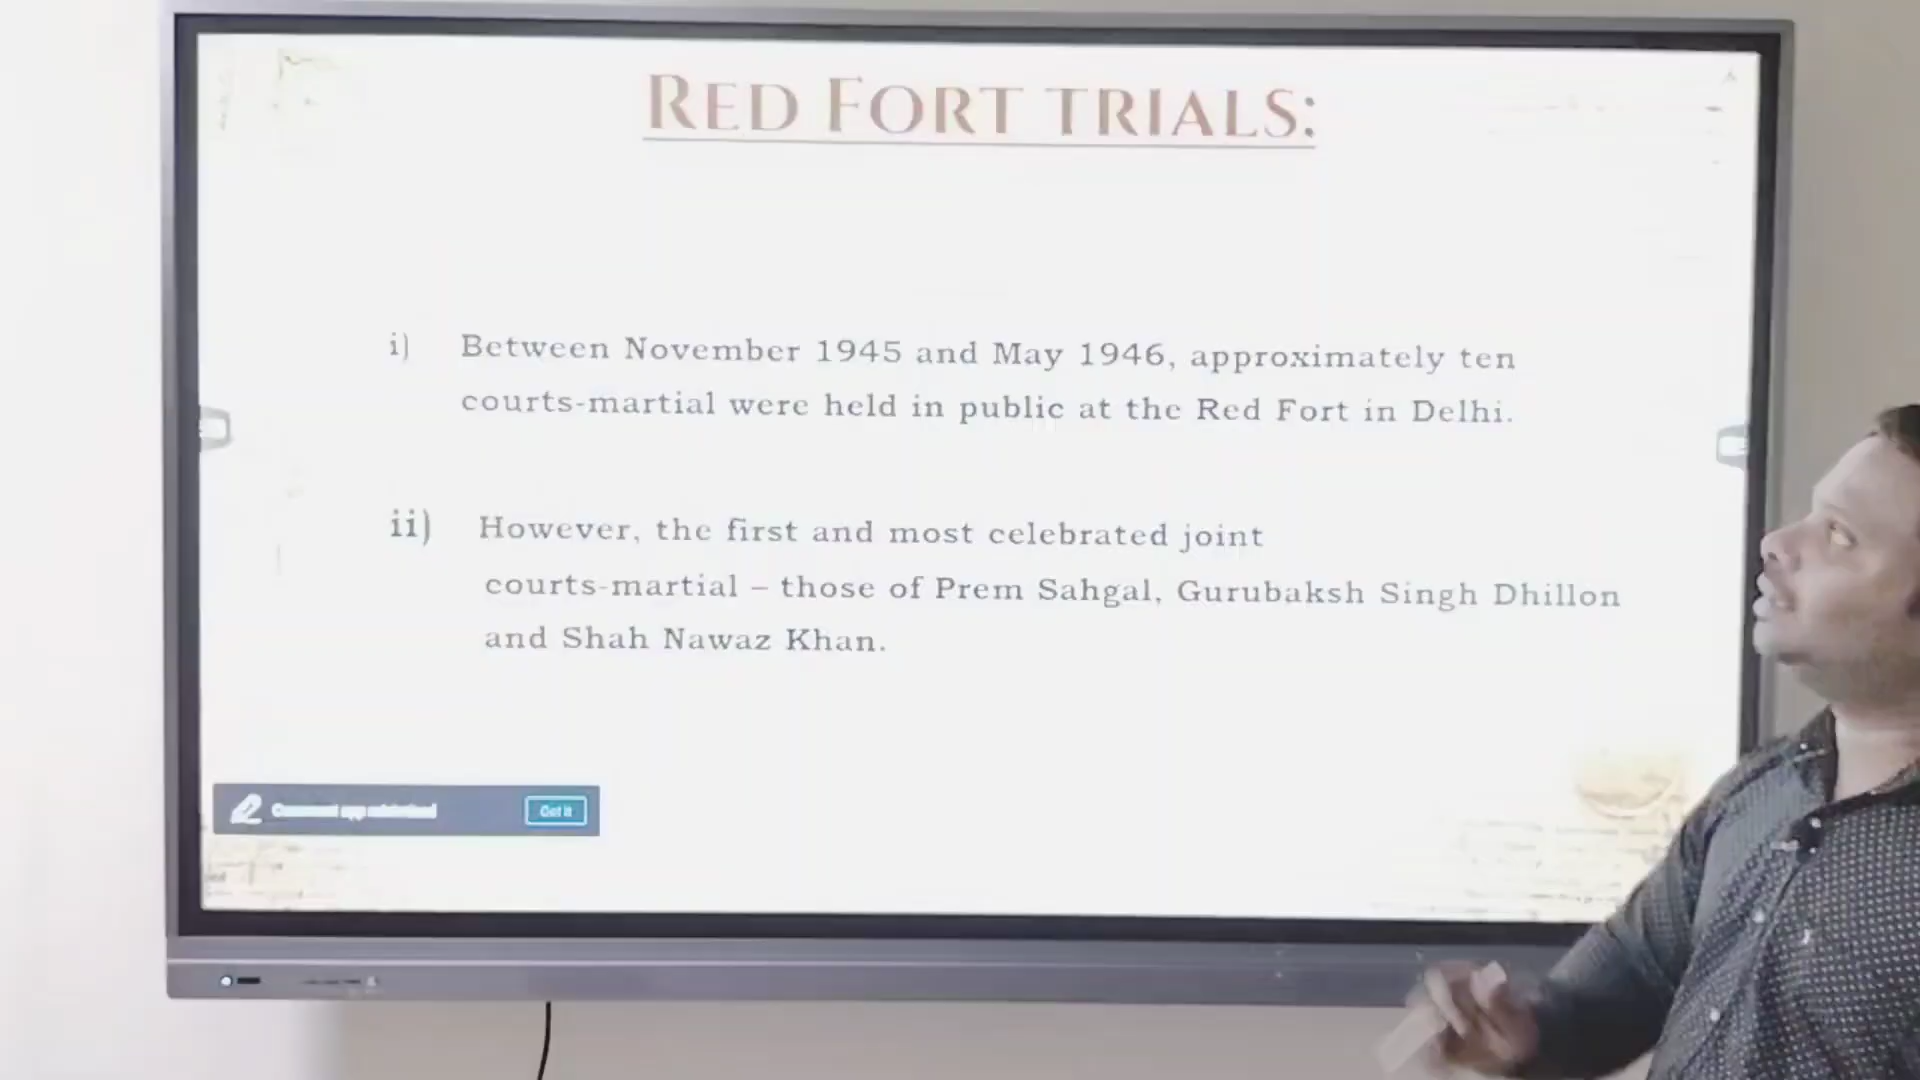 RED FORT TRIALS:
i) Between November 1945 and May 1946, approximately ten
courts-martial were held in public at the Red Fort in Delhi.
ii) However, the first and most celebrated joint
courts-martial – those of Prem Sahgal, Gurubaksh Singh Dhillon
and Shah Nawaz Khan.
Got it